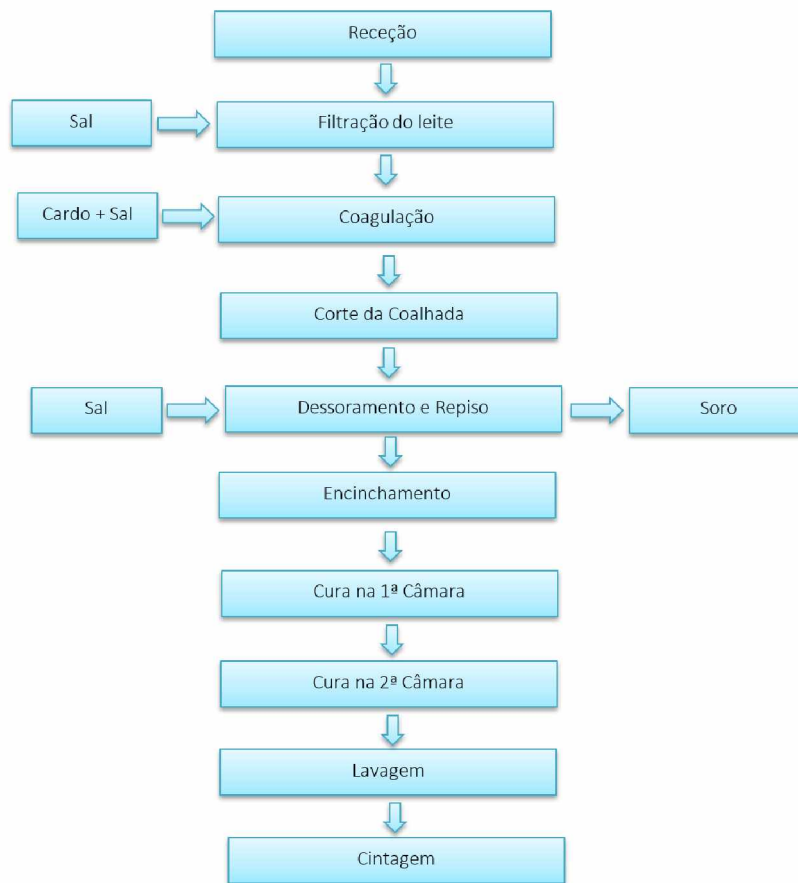 Receção
Sal
Filtração do leite
Cardo + Sal
Coagulação
Corte da Coalhada
Sal
Dessoramento e Repiso
Soro
Encinchamento
Cura na 1ª Câmara
Cura na 2ª Câmara
Lavagem
Cintagem